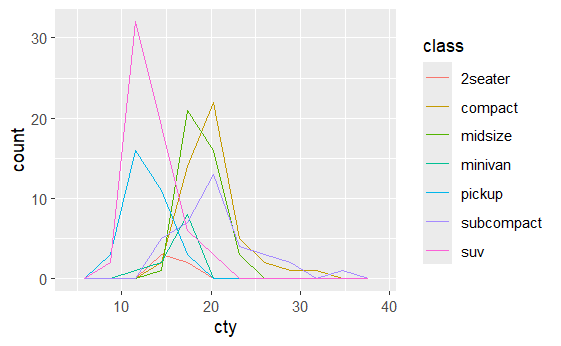 30
20
10
0
count
10
20
30
40
cty
class
2seater
compact
midsize
minivan
pickup
subcompact
suv